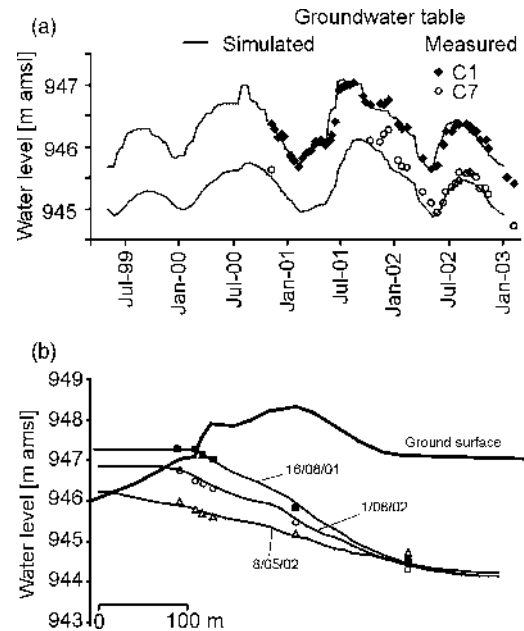 Groundwater table
(a)
Simulated
Measured
C1
C7
Water level [m amsl]
947
946
945
Jul-99
Jan-00
Jul-00
Jan-01
Jul-01
Jan-02
Jul-02
Jan-03
(b)
Water level [m amsl]
949
948
947
946
945
944
943
Ground surface
16/08/01
1/08/02
8/05/02
0
100 m